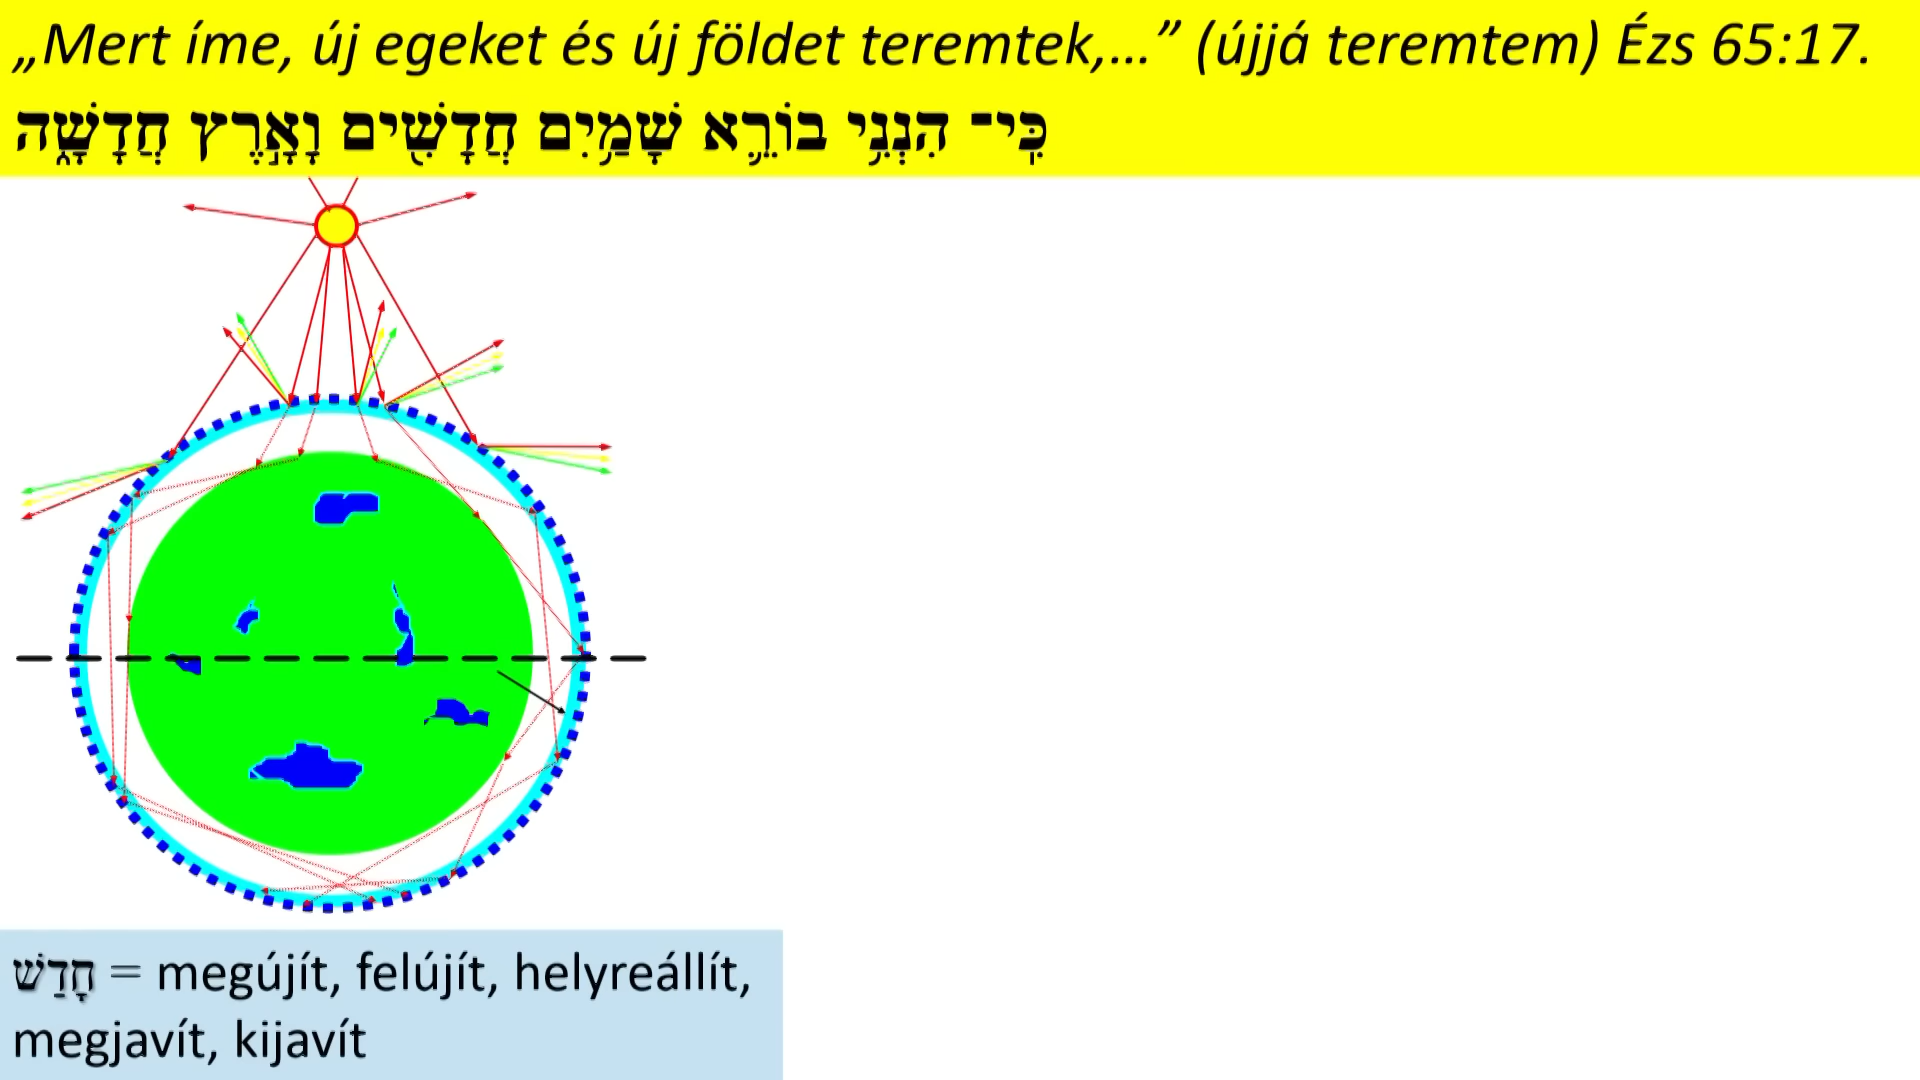 „Mert íme, új egeket és új földet teremtek,...” (újjá teremtem) Ézs 65:17.
כִּֽי־ הִנְנִ֥י בוֹרֵ֛א שָׁמַ֥יִם חֲדָשִׁ֖ים וָאָ֣רֶץ חֲדָשָׁ֑ה
חָדַשׁ = megújít, felújít, helyreállít,
megjavít, kijavít